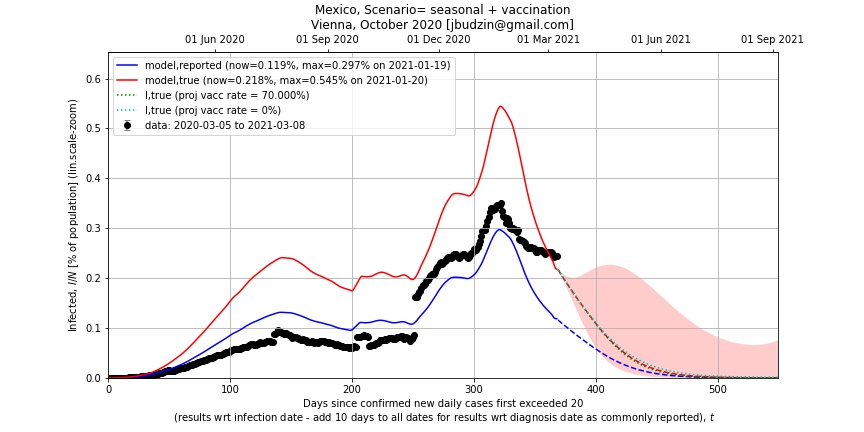 Mexico, Scenario= seasonal + vaccination
Vienna, October 2020 [jbudzin@gmail.com]
01 Jun 2020 01 Sep 2020 01 Dec 2020 01 Mar 2021 01 Jun 2021 01 Sep 2021
model,reported (now=0.119%, max=0.297% on 2021-01-19)
model,true (now=0.218%, max=0.545% on 2021-01-20)
I,true (proj vacc rate = 70.000%)
I,true (proj vacc rate = 0%)
data: 2020-03-05 to 2021-03-08
Infected, I/N [% of population] (lin.scale-zoom)
0.6
0.5
0.4
0.3
0.2
0.1
0.0
0 100 200 300 400 500
Days since confirmed new daily cases first exceeded 20
(results wrt infection date - add 10 days to all dates for results wrt diagnosis date as commonly reported), t